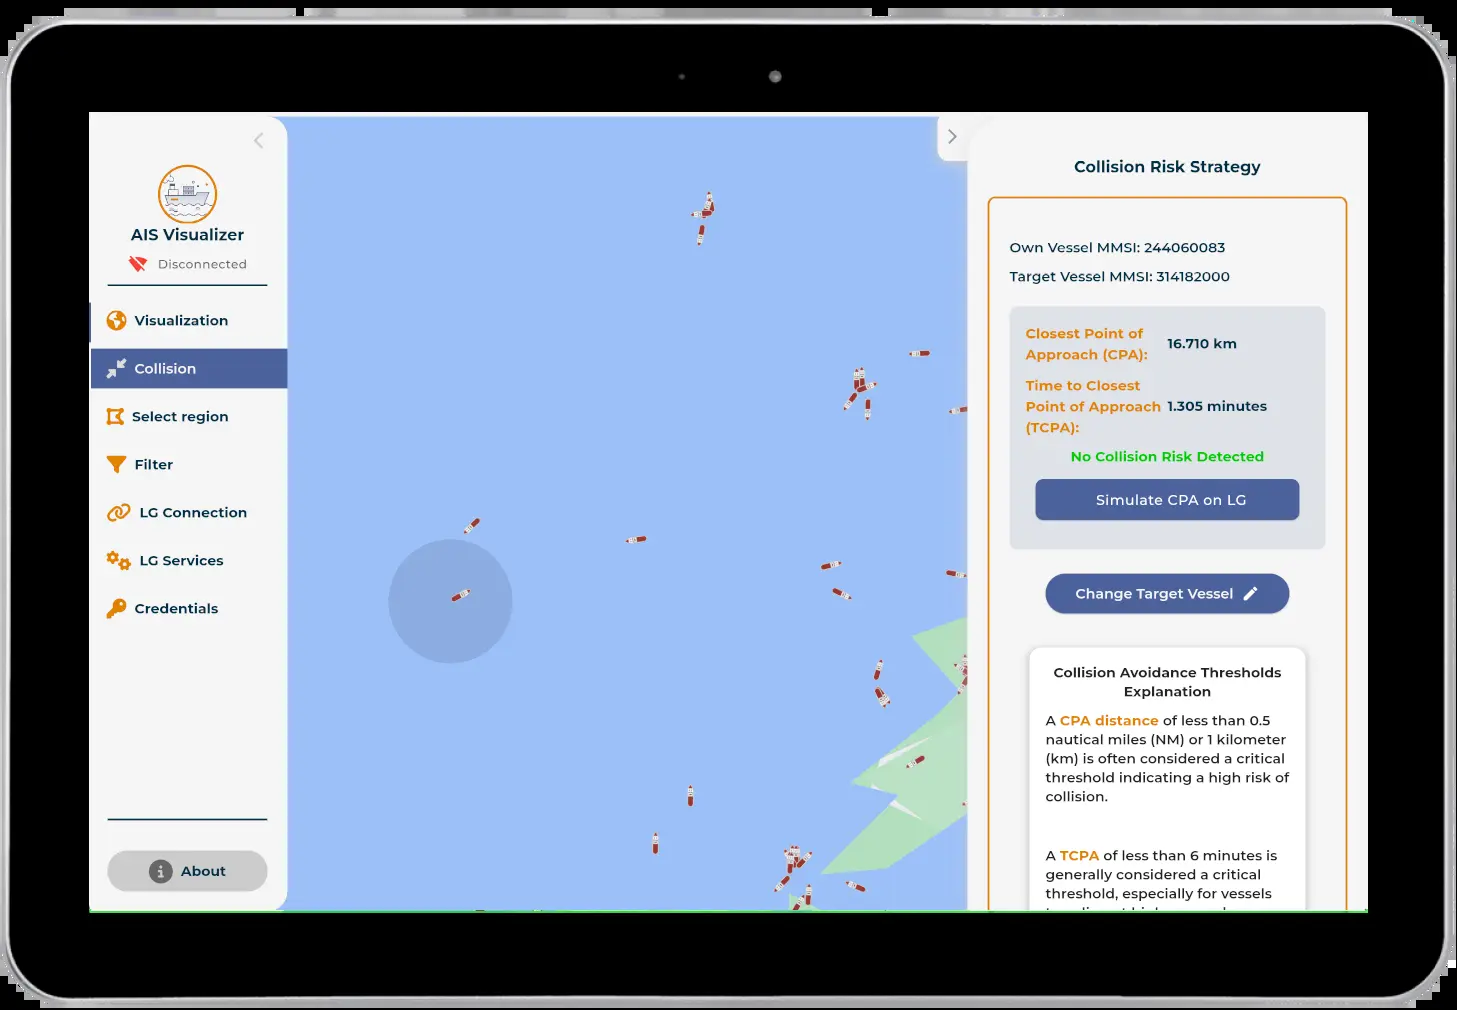 AIS Visualizer
Disconnected
Visualization
Collision
Select region
Filter
LG Connection
LG Services
Credentials
About
Collision Risk Strategy
Own Vessel MMSI: 244060083
Target Vessel MMSI: 314182000
Closest Point of
Approach (CPA):
16.710 km
Time to Closest
Point of Approach
(TCPA):
1.305 minutes
No Collision Risk Detected
Simulate CPA on LG
Change Target Vessel
Collision Avoidance Thresholds
Explanation
A CPA distance of less than 0.5
nautical miles (NM) or 1 kilometer
(km) is often considered a critical
threshold indicating a high risk of
collision.
A TCPA of less than 6 minutes is
generally considered a critical
threshold, especially for vessels